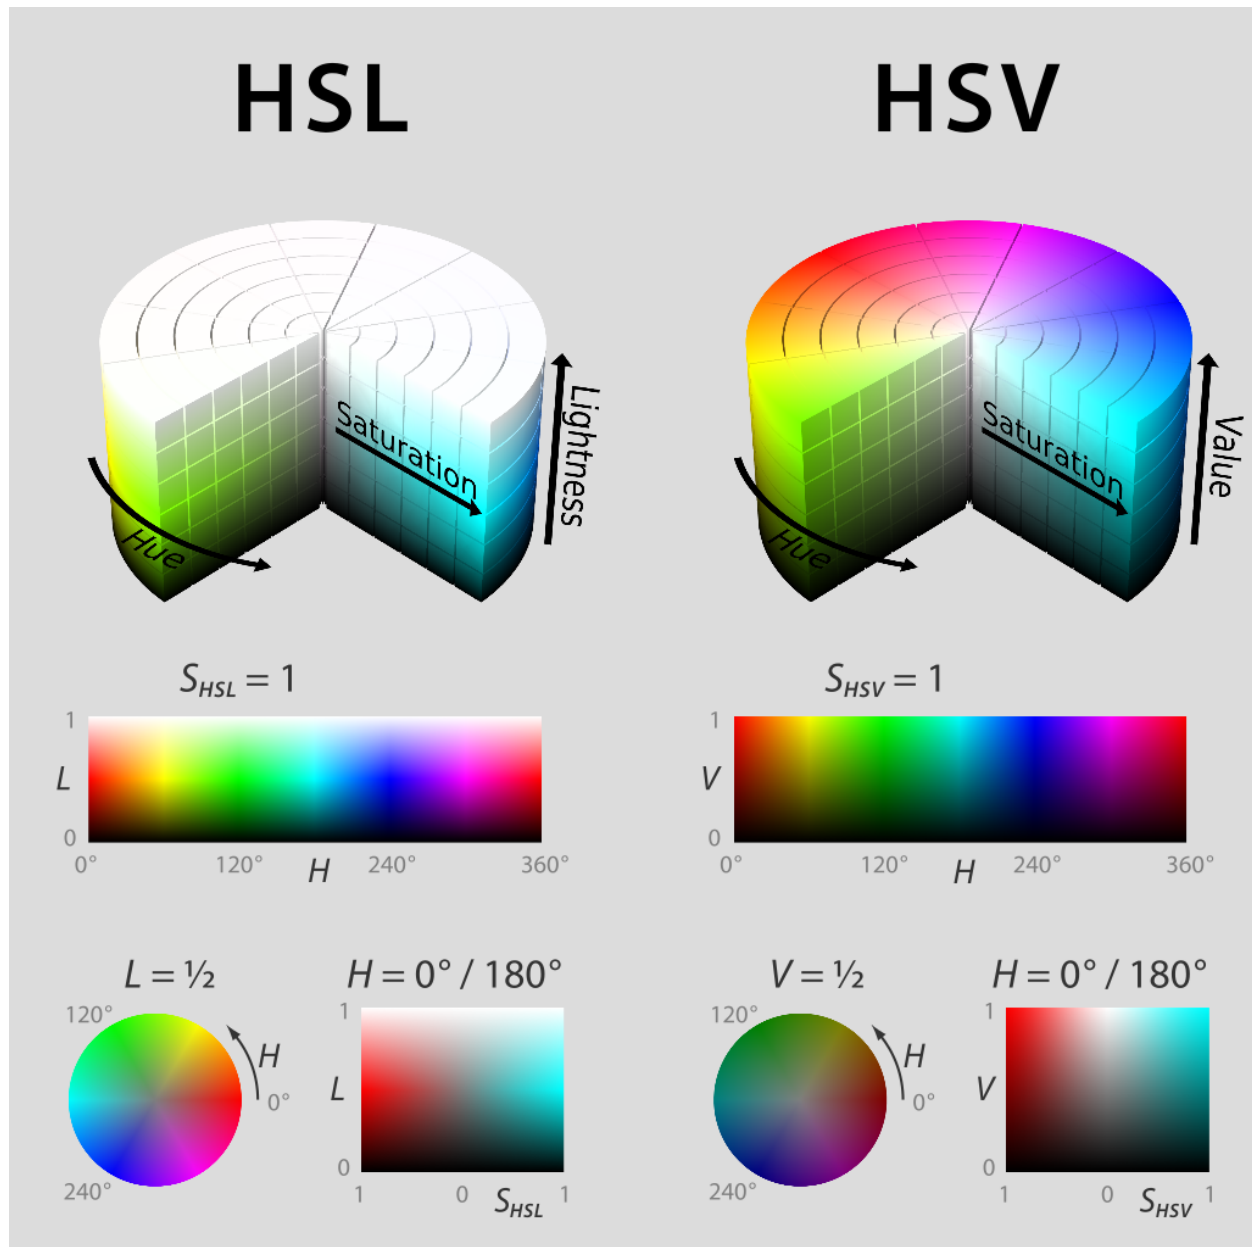 HSL
HSV
Saturation
Lightness
Hue
Saturation
Value
Hue
S_HSL = 1
1
L
0
0°
120°
240°
360°
H
S_HSV = 1
1
V
0
0°
120°
240°
360°
H
L = ½
120°
H
0°
240°
H = 0° / 180°
1
L
0
1
0
1
S_HSL
V = ½
120°
H
0°
240°
H = 0° / 180°
1
V
0
1
0
1
S_HSV